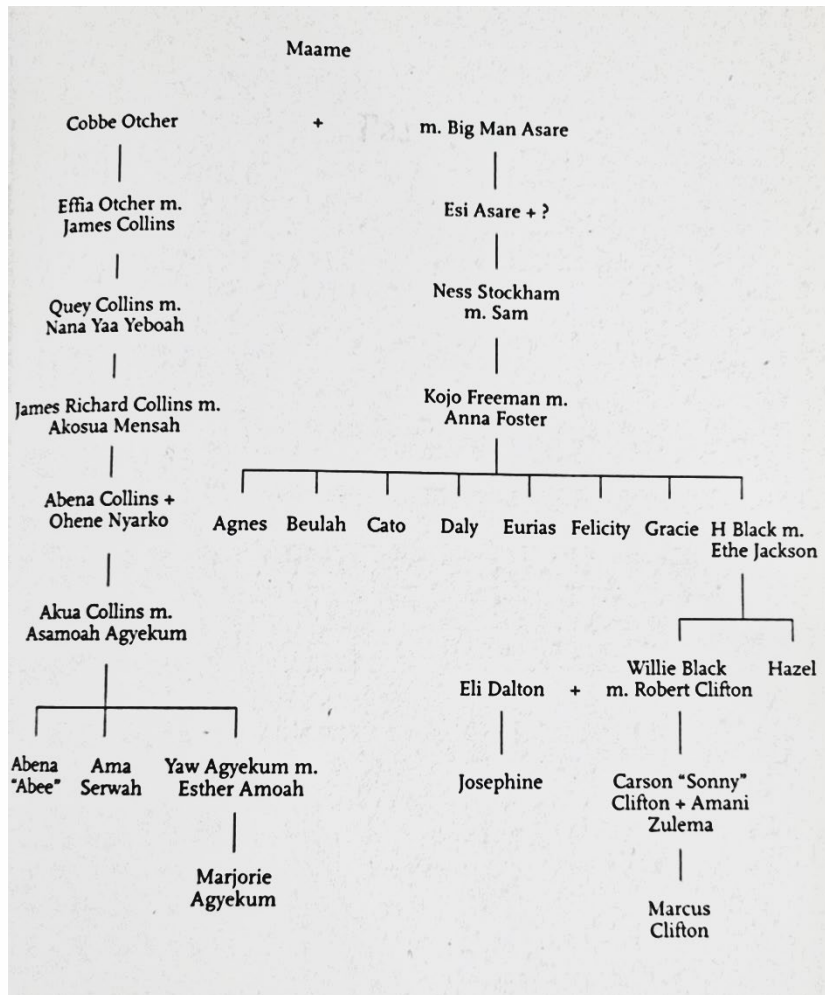 Maame
Cobbe Otcher
+
m. Big Man Asare
Effia Otcher m.
James Collins
Esi Asare + ?
Quey Collins m.
Nana Yaa Yeboah
Ness Stockham
m. Sam
James Richard Collins m.
Akosua Mensah
Kojo Freeman m.
Anna Foster
Abena Collins +
Ohene Nyarko
Agnes
Beulah
Cato
Daly
Eurias
Felicity
Gracie
H Black m.
Ethe Jackson
Akua Collins m.
Asamoah Agyekum
Eli Dalton
+
Willie Black
m. Robert Clifton
Hazel
Abena
"Abee"
Ama
Serwah
Yaw Agyekum m.
Esther Amoah
Josephine
Carson "Sonny"
Clifton + Amani
Zulema
Marjorie
Agyekum
Marcus
Clifton